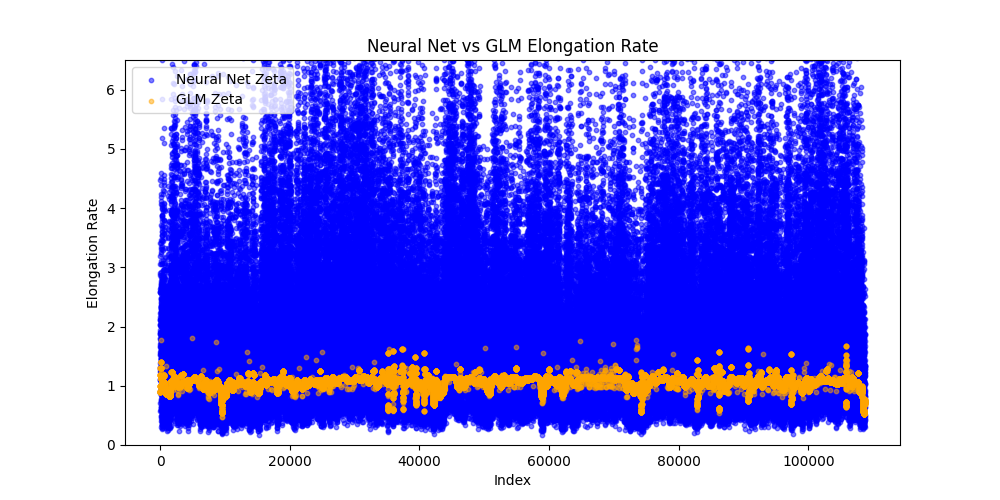 Neural Net vs GLM Elongation Rate
Neural Net Zeta
GLM Zeta
Elongation Rate
6
5
4
3
2
1
0
0
20000
40000
60000
80000
100000
Index